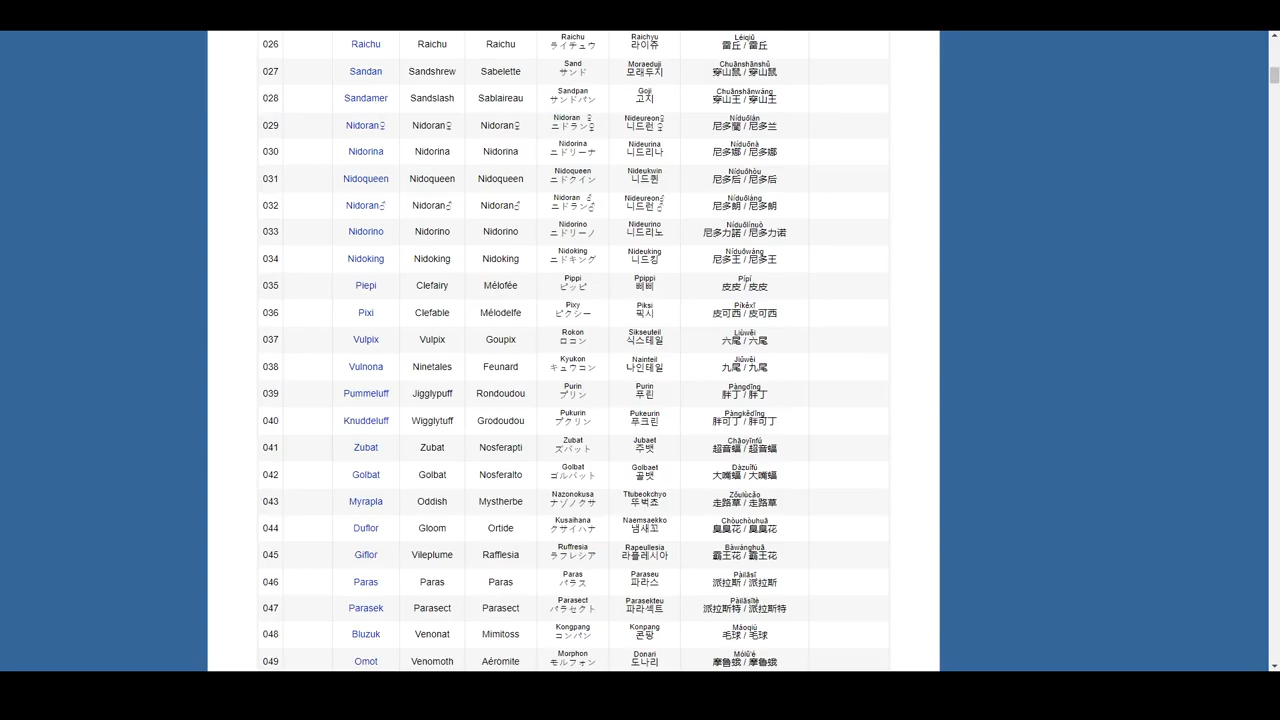 026 Raichu Raichu Raichu Raichu ライチュウ Raichyu 라이츄 Léiqiū 雷丘 / 雷丘
027 Sandan Sandshrew Sabelette Sand サンド Moraeduji 모래두지 Chuānshānshǔ 穿山鼠 / 穿山鼠
028 Sandamer Sandslash Sablaireau Sandpan サンドパン Goji 고지 Chuānshānwáng 穿山王 / 穿山王
029 Nidoran♀ Nidoran♀ Nidoran♀ Nidoran ♀ ニドラン♀ Nideureon♀ 니드런♀ Níduōlán 尼多蘭 / 尼多兰
030 Nidorina Nidorina Nidorina Nidorina ニドリーナ Nideurina 니드리나 Níduōnà 尼多娜 / 尼多娜
031 Nidoqueen Nidoqueen Nidoqueen Nidoqueen ニドクイン Nideukwin 니드퀸 Níduōhòu 尼多后 / 尼多后
032 Nidoran♂ Nidoran♂ Nidoran♂ Nidoran ♂ ニドラン♂ Nideureon♂ 니드런♂ Níduōlǎng 尼多朗 / 尼多朗
033 Nidorino Nidorino Nidorino Nidorino ニドリーノ Nideurino 니드리노 Níduōlìnuò 尼多力諾 / 尼多力诺
034 Nidoking Nidoking Nidoking Nidoking ニドキング Nideuking 니드킹 Níduōwáng 尼多王 / 尼多王
035 Piepi Clefairy Mélofée Pippi ピッピ Ppippi 삐삐 Pípí 皮皮 / 皮皮
036 Pixi Clefable Mélodelfe Pixy ピクシー Piksi 픽시 Píkěxī 皮可西 / 皮可西
037 Vulpix Vulpix Goupix Rokon ロコン Sikseuteil 식스테일 Liùwěi 六尾 / 六尾
038 Vulnona Ninetales Feunard Kyukon キュウコン Nainteil 나인테일 Jiǔwěi 九尾 / 九尾
039 Pummeluff Jigglypuff Rondoudou Purin プリン Purin 푸린 Pàngdīng 胖丁 / 胖丁
040 Knuddeluff Wigglytuff Grodoudou Pukurin プクリン Pukeurin 푸크린 Pàngkědīng 胖可丁 / 胖可丁
041 Zubat Zubat Nosferapti Zubat ズバット Jubaet 주뱃 Chāoyīnfú 超音蝠 / 超音蝠
042 Golbat Golbat Nosferalto Golbat ゴルバット Golbaet 골뱃 Dàzuǐfú 大嘴蝠 / 大嘴蝠
043 Myrapla Oddish Mystherbe Nazonokusa ナゾノクサ Ttubeokchyo 뚜벅쵸 Zǒulùcǎo 走路草 / 走路草
044 Duflor Gloom Ortide Kusaihana クサイハナ Naemsaekko 냄새꼬 Chòuchòuhuā 臭臭花 / 臭臭花
045 Giflor Vileplume Rafflesia Ruffresia ラフレシア Rapeullesia 라플레시아 Bàwánghuā 霸王花 / 霸王花
046 Paras Paras Paras Paras パラス Paraseu 파라스 Pàilāsī 派拉斯 / 派拉斯
047 Parasek Parasect Parasect Parasect パラセクト Parasekteu 파라섹트 Pàilāsītè 派拉斯特 / 派拉斯特
048 Bluzuk Venonat Mimitoss Kongpang コンパン Konpang 콘팡 Máoqiú 毛球 / 毛球
049 Omot Venomoth Aéromite Morphon モルフォン Donari 도나리 Mólǔ'é 摩魯蛾 / 摩鲁蛾